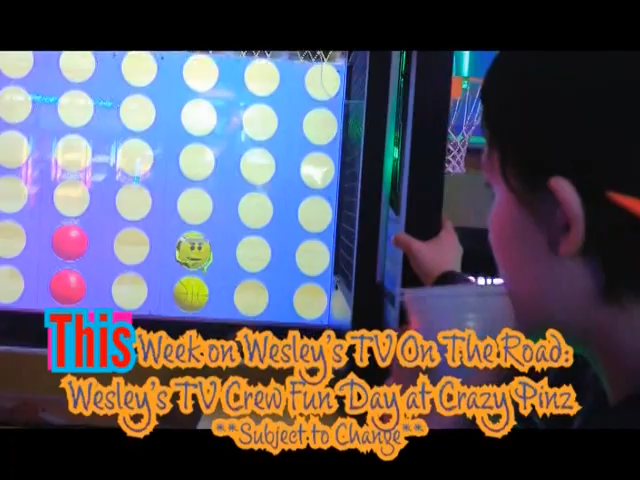 This Week on Wesley's TV On The Road:
Wesley's TV Crew Fun Day at Crazy Pinz
**Subject to Change**